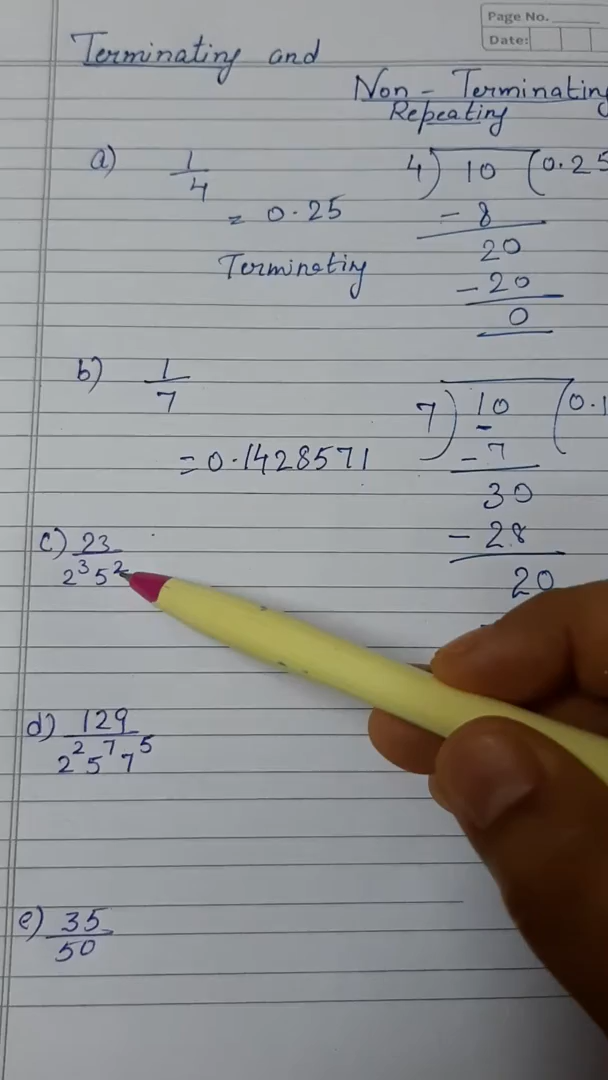 Page No.
Date:
Terminating and
Non - Terminating
Repeating
a) 1/4
= 0.25
Terminating
4) 10 (0.25
- 8
20
- 20
0
b) 1/7
= 0.1428571
7) 10 (0.1
- 7
30
- 28
20
c) 23/2³5²
d) 129/2²5⁷7⁵
e) 35/50